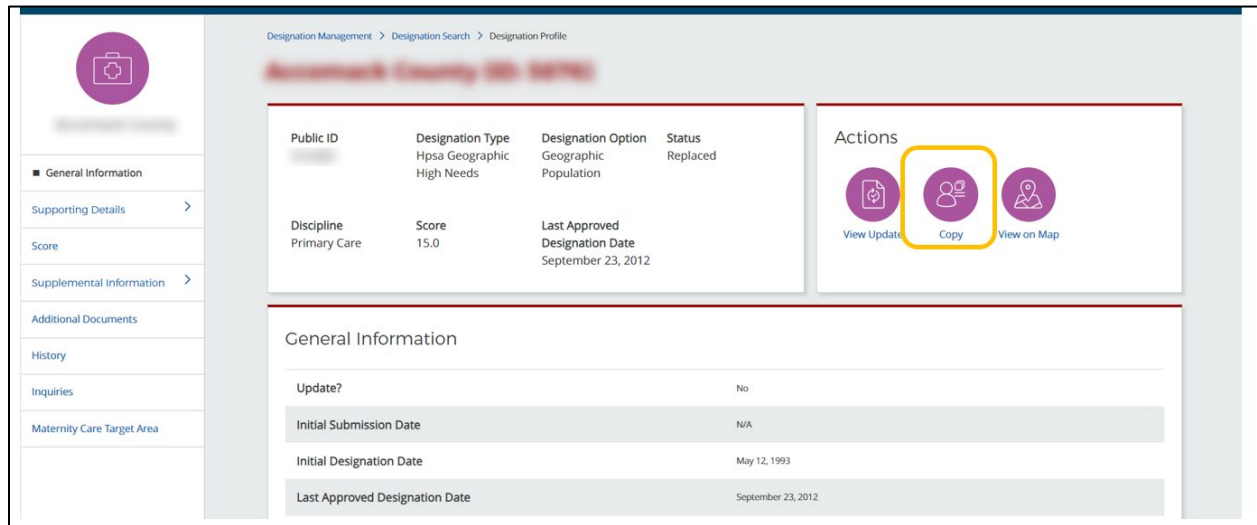 Designation Management > Designation Search > Designation Profile
General Information
Supporting Details
Score
Supplemental Information
Additional Documents
History
Inquiries
Maternity Care Target Area
Public ID
Designation Type
Hpsa Geographic
High Needs
Designation Option
Geographic
Population
Status
Replaced
Discipline
Primary Care
Score
15.0
Last Approved
Designation Date
September 23, 2012
Actions
View Update
Copy
View on Map
General Information
Update? No
Initial Submission Date N/A
Initial Designation Date May 12, 1993
Last Approved Designation Date September 23, 2012